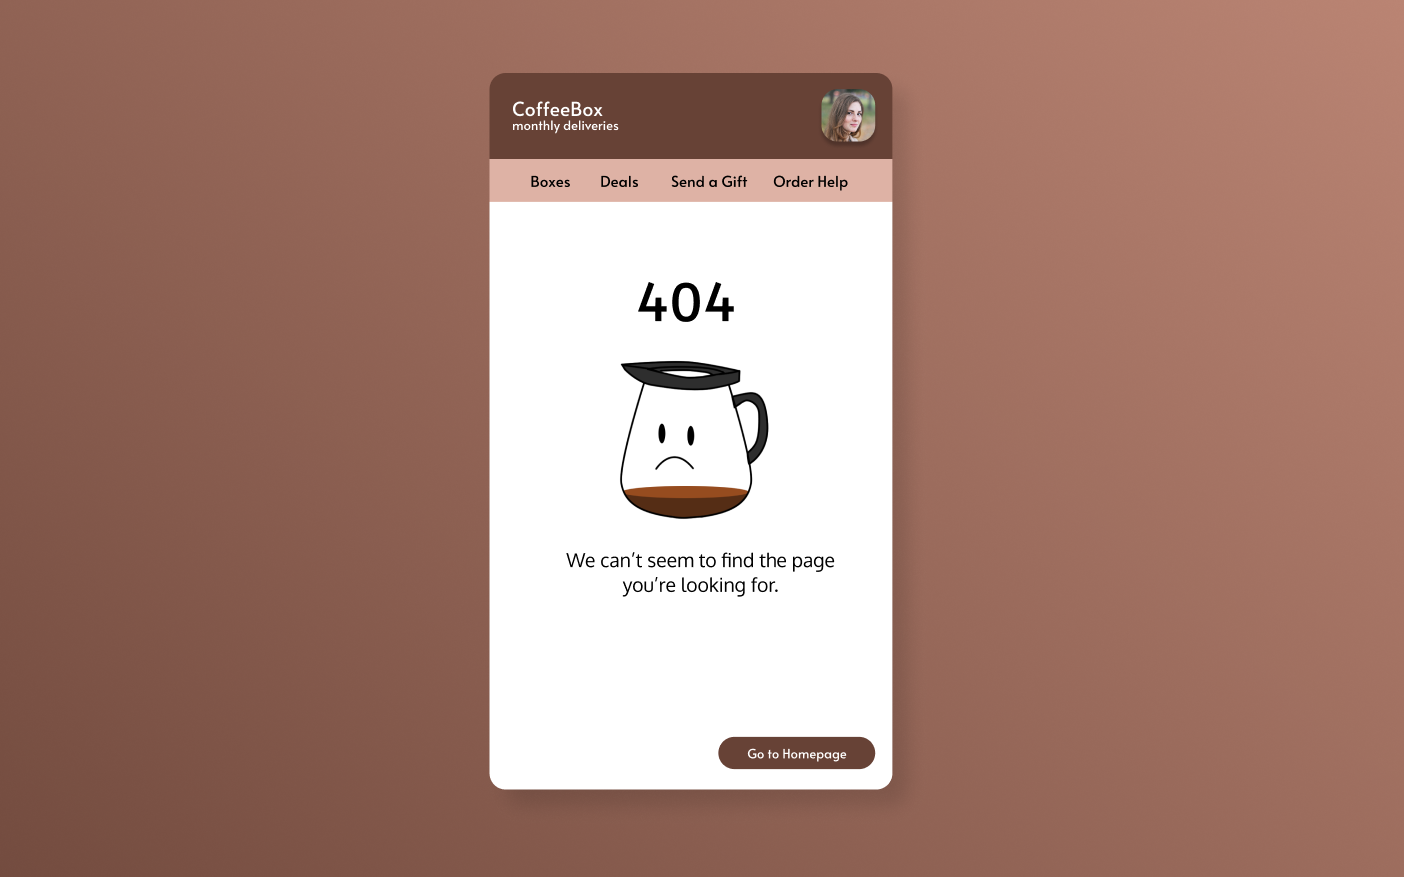 CoffeeBox
monthly deliveries
Boxes Deals Send a Gift Order Help
404
We can't seem to find the page
you're looking for.
Go to Homepage